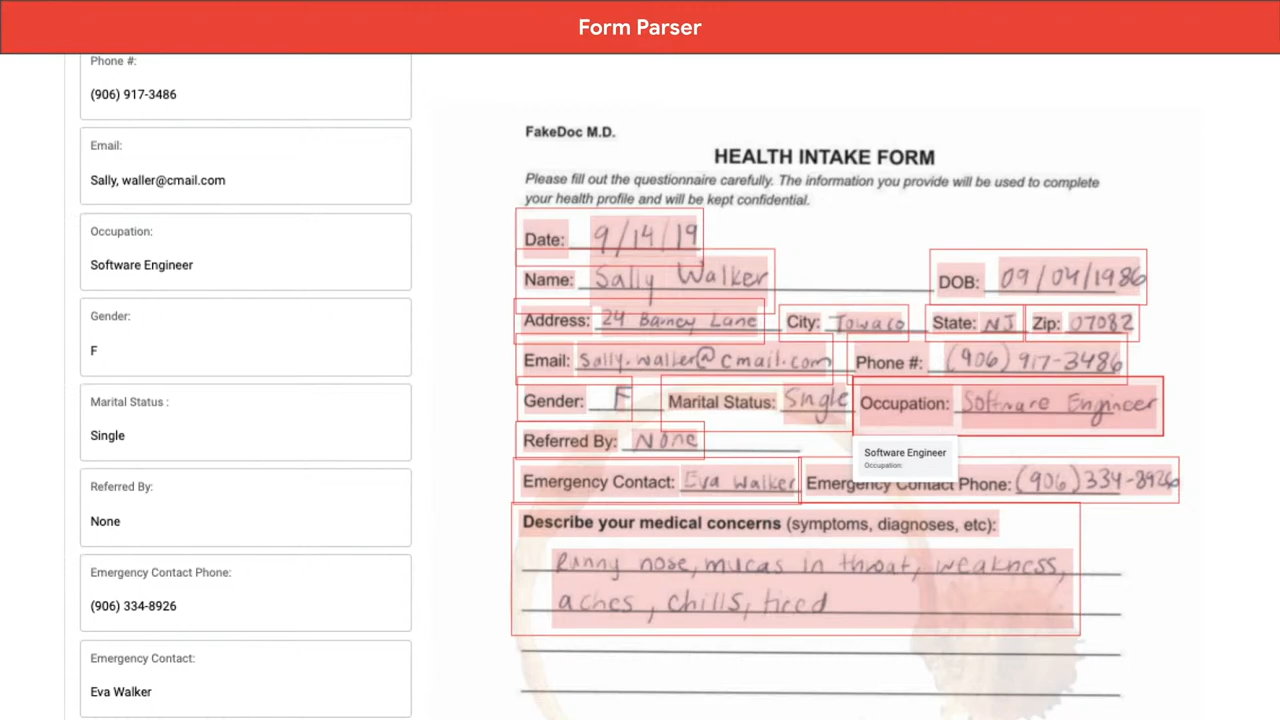 Form Parser
Phone #:
(906) 917-3486
Email:
Sally, waller@cmail.com
Occupation:
Software Engineer
Gender:
F
Marital Status :
Single
Referred By:
None
Emergency Contact Phone:
(906) 334-8926
Emergency Contact:
Eva Walker
FakeDoc M.D.
HEALTH INTAKE FORM
Please fill out the questionnaire carefully. The information you provide will be used to complete
your health profile and will be kept confidential.
Date: 9/14/19
Name: Sally Walker DOB: 09/04/1986
Address: 24 Barney Lane City: Towaco State: NJ Zip: 07082
Email: Sally.waller@cmail.com Phone #: (906) 917-3486
Gender: F Marital Status: Single Occupation: Software Engineer
Referred By: None
Software Engineer
Occupation:
Emergency Contact: Eva Walker Emergency Contact Phone: (906) 334-8926
Describe your medical concerns (symptoms, diagnoses, etc):
Runny nose, mucas in throat, weakness,
aches, chills, tired